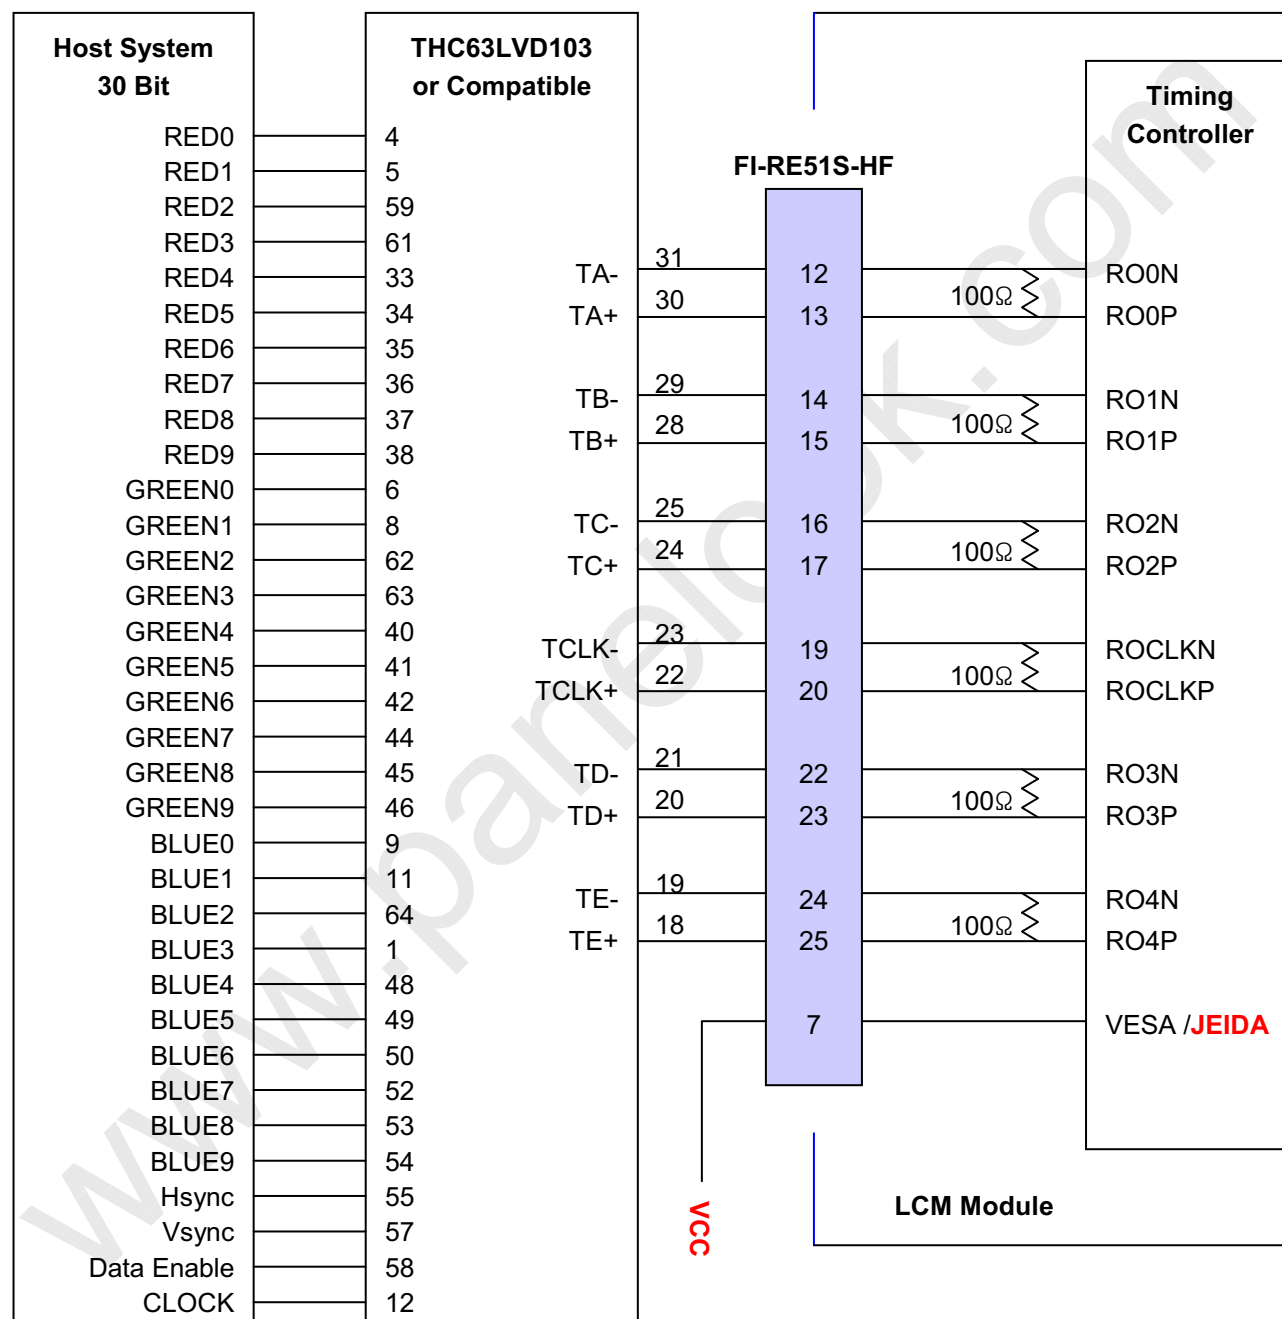 Host System
30 Bit
RED0
RED1
RED2
RED3
RED4
RED5
RED6
RED7
RED8
RED9
GREEN0
GREEN1
GREEN2
GREEN3
GREEN4
GREEN5
GREEN6
GREEN7
GREEN8
GREEN9
BLUE0
BLUE1
BLUE2
BLUE3
BLUE4
BLUE5
BLUE6
BLUE7
BLUE8
BLUE9
Hsync
Vsync
Data Enable
CLOCK
THC63LVD103
or Compatible
4
5
59
61
33
34
35
36
37
38
6
8
62
63
40
41
42
44
45
46
9
11
64
1
48
49
50
52
53
54
55
57
58
12
TA-
TA+
TB-
TB+
TC-
TC+
TCLK-
TCLK+
TD-
TD+
TE-
TE+
31
30
29
28
25
24
23
22
21
20
19
18
FI-RE51S-HF
12
13
14
15
16
17
19
20
22
23
24
25
7
VCC
100Ω
100Ω
100Ω
100Ω
100Ω
100Ω
Timing
Controller
RO0N
RO0P
RO1N
RO1P
RO2N
RO2P
ROCLKN
ROCLKP
RO3N
RO3P
RO4N
RO4P
VESA /JEIDA
LCM Module
www.panelook.com